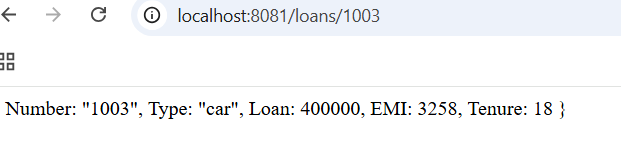 localhost:8081/loans/1003
Number: "1003", Type: "car", Loan: 400000, EMI: 3258, Tenure: 18 }